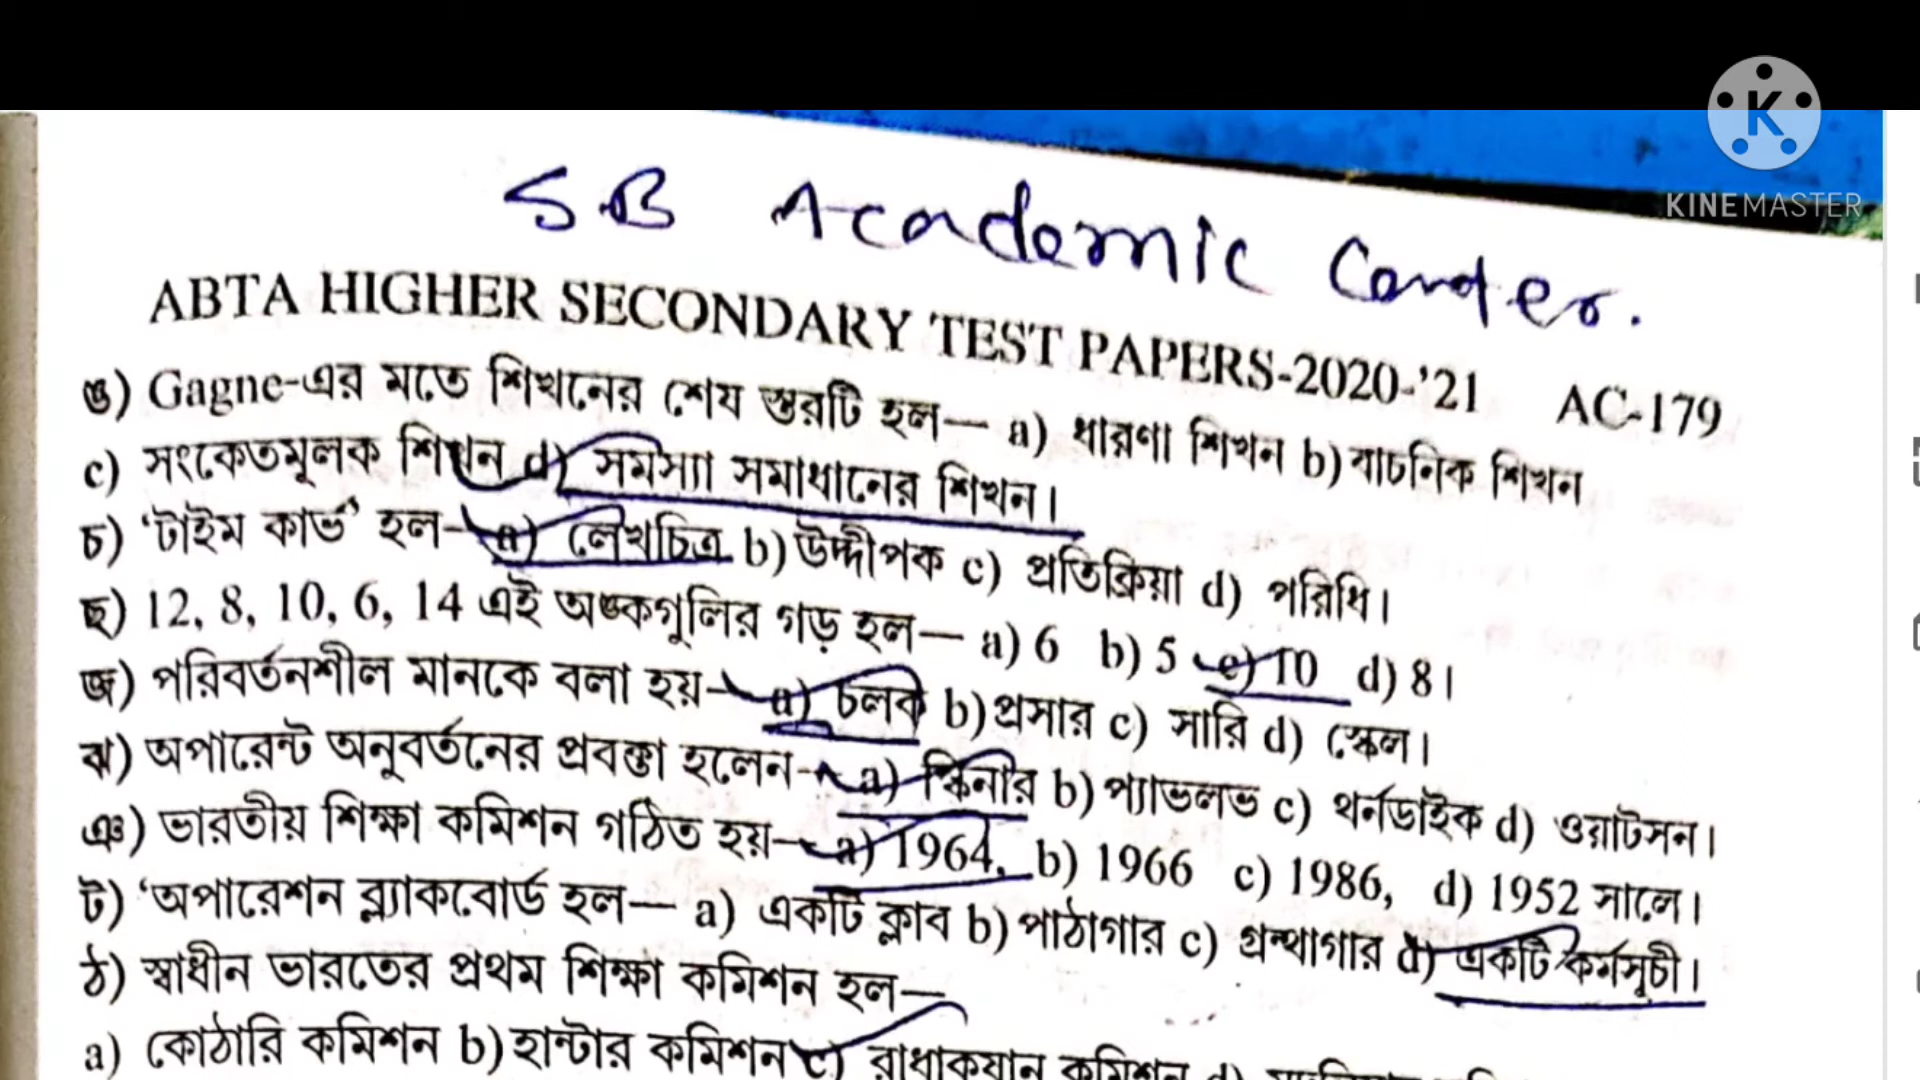 K
KINEMASTER
S.B Academic Center.
ABTA HIGHER SECONDARY TEST PAPERS-2020-'21 AC-179
ঙ) Gagne-এর মতে শিখনের শেষ স্তরটি হল— a) ধারণা শিখন b) বাচনিক শিখন
c) সংকেতমূলক শিখন d) সমস্যা সমাধানের শিখন।
চ) 'টাইম কার্ভ' হল— a) লেখচিত্র b) উদ্দীপক c) প্রতিক্রিয়া d) পরিধি।
ছ) 12, 8, 10, 6, 14 এই অঙ্কগুলির গড় হল— a) 6 b) 5 c) 10 d) 8।
জ) পরিবর্তনশীল মানকে বলা হয়— a) চলক b) প্রসার c) সারি d) স্কেল।
ঝ) অপারেন্ট অনুবর্তনের প্রবক্তা হলেন— a) স্কিনার b) প্যাভলভ c) থর্নডাইক d) ওয়াটসন।
ঞ) ভারতীয় শিক্ষা কমিশন গঠিত হয়— a) 1964, b) 1966 c) 1986, d) 1952 সালে।
ট) 'অপারেশন ব্ল্যাকবোর্ড হল— a) একটি ক্লাব b) পাঠাগার c) গ্রন্থাগার d) একটি কর্মসূচী।
ঠ) স্বাধীন ভারতের প্রথম শিক্ষা কমিশন হল—
a) কোঠারি কমিশন b) হান্টার কমিশন c) রাধাকৃষ্ণান কমিশন d)